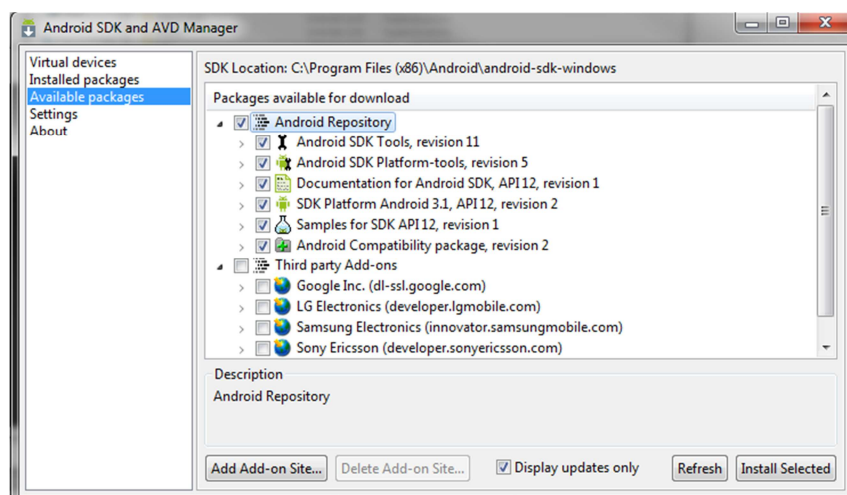 Android SDK and AVD Manager
Virtual devices
Installed packages
Available packages
Settings
About
SDK Location: C:\Program Files (x86)\Android\android-sdk-windows
Packages available for download
Android Repository
Android SDK Tools, revision 11
Android SDK Platform-tools, revision 5
Documentation for Android SDK, API 12, revision 1
SDK Platform Android 3.1, API 12, revision 2
Samples for SDK API 12, revision 1
Android Compatibility package, revision 2
Third party Add-ons
Google Inc. (dl-ssl.google.com)
LG Electronics (developer.lgmobile.com)
Samsung Electronics (innovator.samsungmobile.com)
Sony Ericsson (developer.sonyericsson.com)
Description
Android Repository
Add Add-on Site... Delete Add-on Site... Display updates only Refresh Install Selected